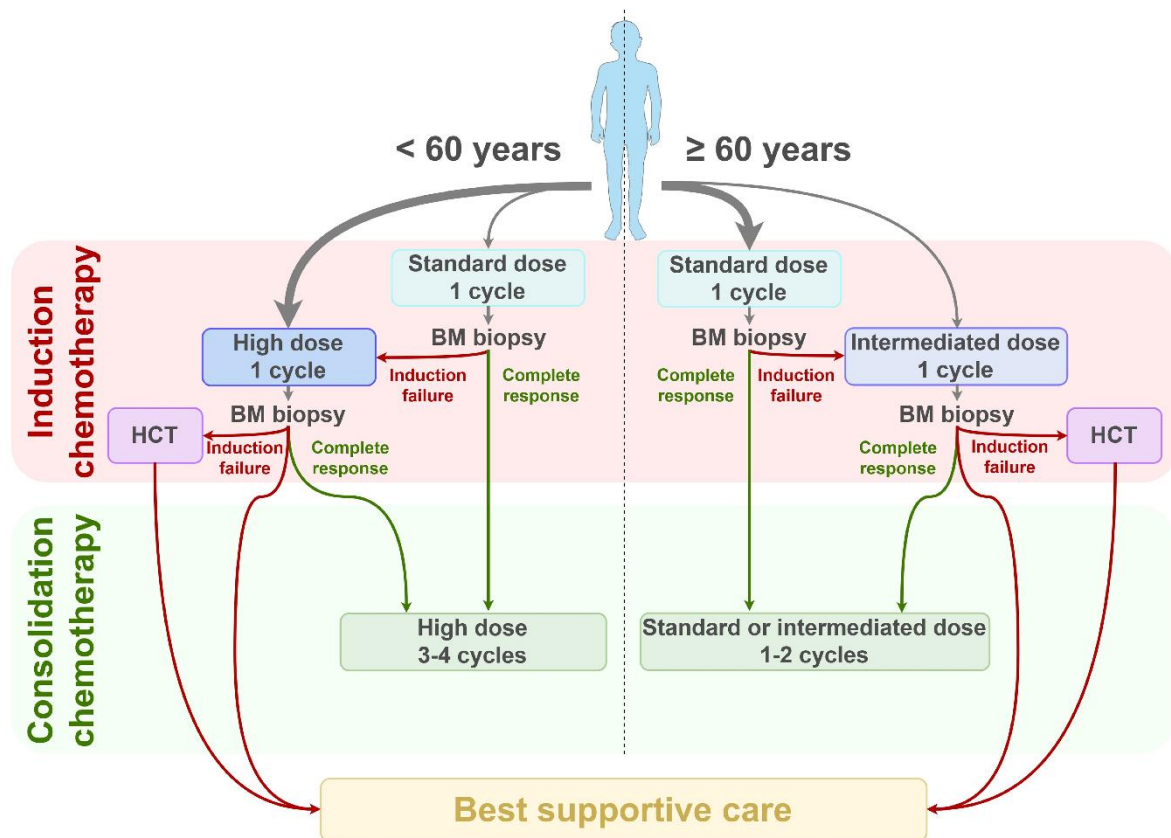 < 60 years
≥ 60 years
Induction
chemotherapy
Standard dose
1 cycle
BM biopsy
High dose
1 cycle
Induction
failure
Complete
response
BM biopsy
HCT
Induction
failure
Complete
response
Standard dose
1 cycle
BM biopsy
Intermediated dose
1 cycle
Complete
response
Induction
failure
BM biopsy
HCT
Complete
response
Induction
failure
Consolidation
chemotherapy
High dose
3-4 cycles
Standard or intermediated dose
1-2 cycles
Best supportive care